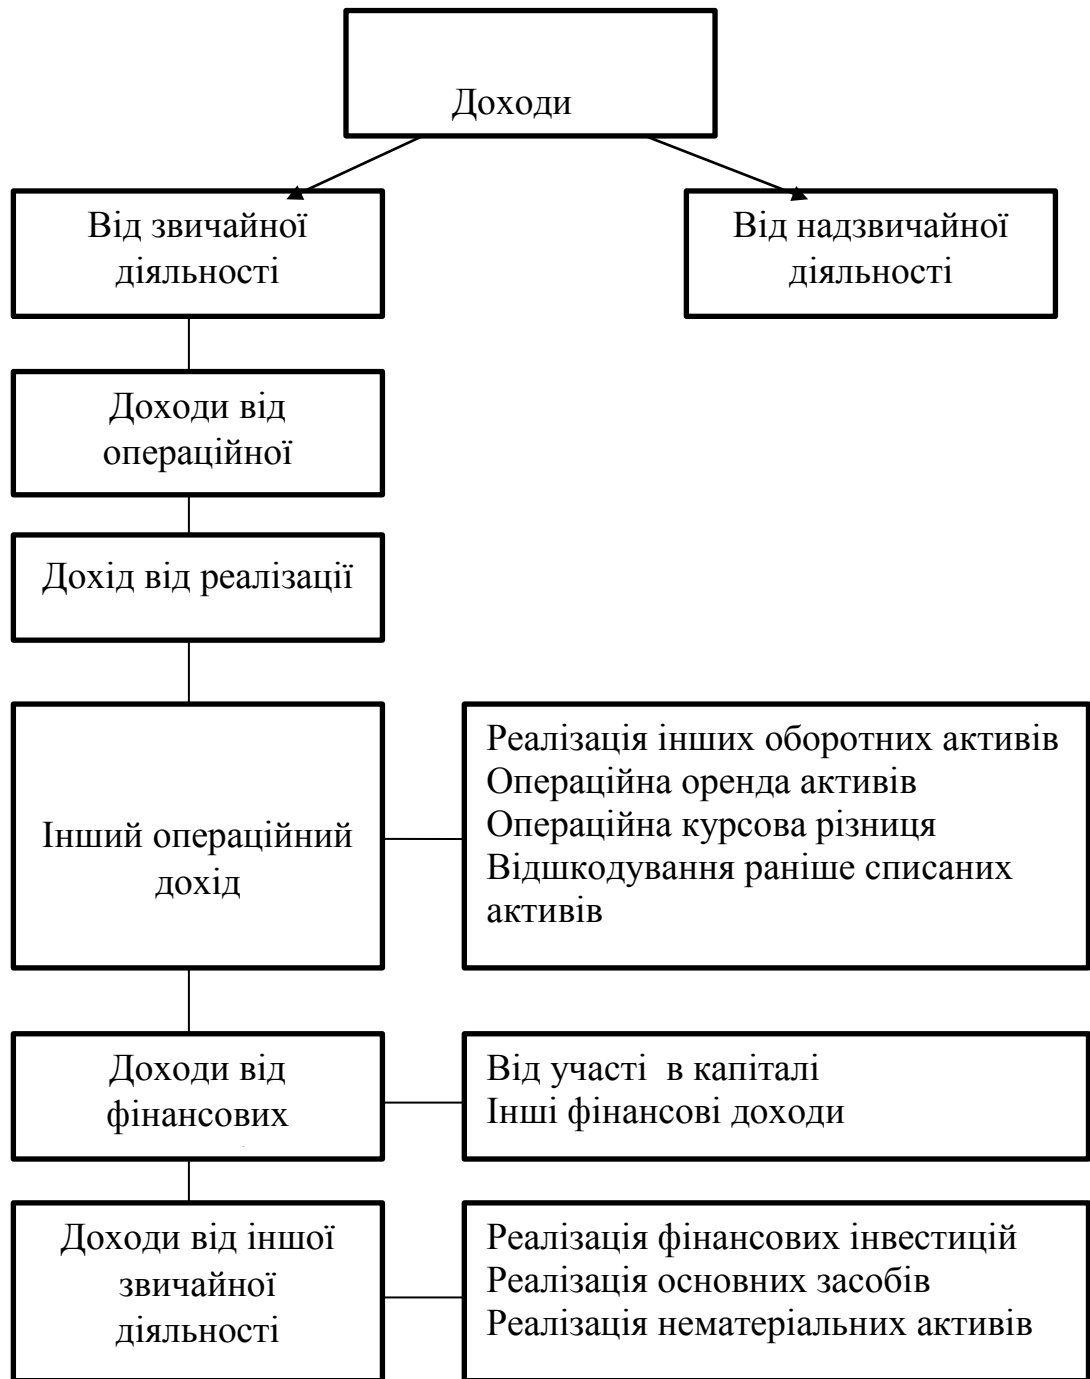 Доходи
Від звичайної
діяльності
Від надзвичайної
діяльності
Доходи від
операційної
Дохід від реалізації
Інший операційний
дохід
Реалізація інших оборотних активів
Операційна оренда активів
Операційна курсова різниця
Відшкодування раніше списаних
активів
Доходи від
фінансових
Від участі в капіталі
Інші фінансові доходи
Доходи від іншої
звичайної
діяльності
Реалізація фінансових інвестицій
Реалізація основних засобів
Реалізація нематеріальних активів